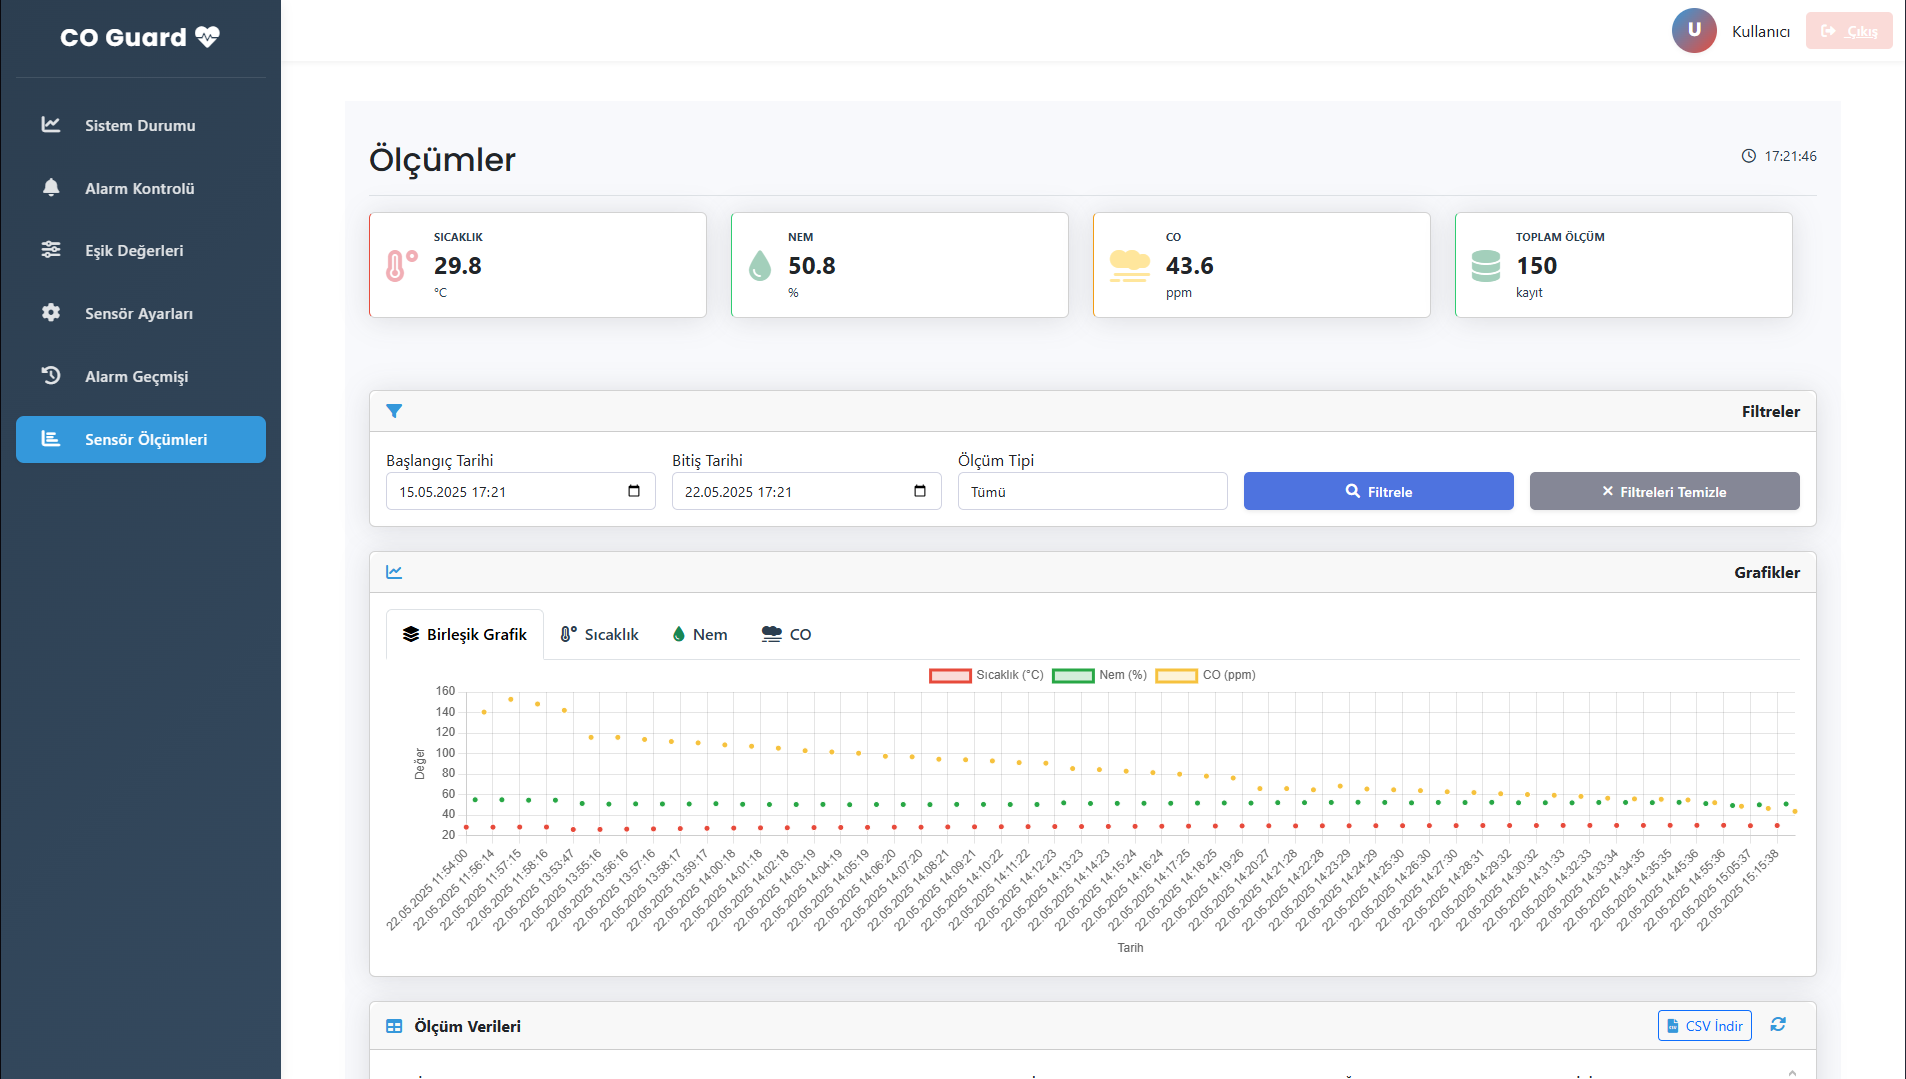 CO Guard
U
Kullanıcı
Çıkış
Sistem Durumu
Alarm Kontrolü
Eşik Değerleri
Sensör Ayarları
Alarm Geçmişi
Sensör Ölçümleri
Ölçümler
17:21:46
SICAKLIK
29.8
°C
NEM
50.8
%
CO
43.6
ppm
TOPLAM ÖLÇÜM
150
kayıt
Filtreler
Başlangıç Tarihi
15.05.2025 17:21
Bitiş Tarihi
22.05.2025 17:21
Ölçüm Tipi
Tümü
Filtrele
Filtreleri Temizle
Grafikler
Birleşik Grafik
Sıcaklık
Nem
CO
Sıcaklık (°C)
Nem (%)
CO (ppm)
Değer
160
140
120
100
80
60
40
20
22.05.2025 11:54:00
22.05.2025 11:56:14
22.05.2025 11:57:15
22.05.2025 11:58:16
22.05.2025 13:53:47
22.05.2025 13:55:16
22.05.2025 13:56:16
22.05.2025 13:57:16
22.05.2025 13:58:17
22.05.2025 13:59:17
22.05.2025 14:00:18
22.05.2025 14:01:18
22.05.2025 14:02:18
22.05.2025 14:03:19
22.05.2025 14:04:19
22.05.2025 14:05:19
22.05.2025 14:06:20
22.05.2025 14:07:20
22.05.2025 14:08:21
22.05.2025 14:09:21
22.05.2025 14:10:22
22.05.2025 14:11:22
22.05.2025 14:12:23
22.05.2025 14:13:23
22.05.2025 14:14:23
22.05.2025 14:15:24
22.05.2025 14:16:24
22.05.2025 14:17:25
22.05.2025 14:18:25
22.05.2025 14:19:26
22.05.2025 14:20:27
22.05.2025 14:21:28
22.05.2025 14:22:28
22.05.2025 14:23:29
22.05.2025 14:24:29
22.05.2025 14:25:30
22.05.2025 14:26:30
22.05.2025 14:27:30
22.05.2025 14:28:31
22.05.2025 14:29:32
22.05.2025 14:30:32
22.05.2025 14:31:33
22.05.2025 14:32:33
22.05.2025 14:33:34
22.05.2025 14:34:35
22.05.2025 14:35:35
22.05.2025 14:45:36
22.05.2025 14:55:36
22.05.2025 15:05:37
22.05.2025 15:15:38
Tarih
Ölçüm Verileri
CSV İndir